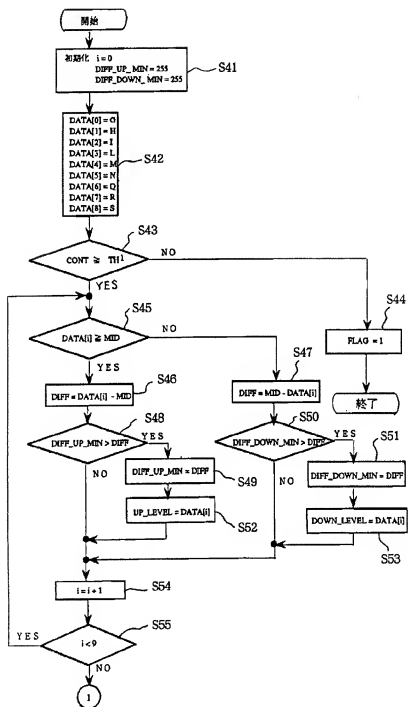 開始
初期化 i=0
DIFF_UP_MIN=255
DIFF_DOWN_MIN=255
S41
DATA[0]=G
DATA[1]=H
DATA[2]=I
DATA[3]=L
DATA[4]=M
DATA[5]=N
DATA[6]=Q
DATA[7]=R
DATA[8]=S
S42
S43
CONT ≧ TH1
NO
YES
S44
FLAG=1
終了
S45
DATA[i]≧MID
NO
YES
S46
DIFF=DATA[i]-MID
S47
DIFF=MID-DATA[i]
S48
DIFF_UP_MIN>DIFF
YES
NO
S49
DIFF_UP_MIN=DIFF
UP_LEVEL=DATA[i]
S52
S50
DIFF_DOWN_MIN>DIFF
YES
NO
S51
DIFF_DOWN_MIN=DIFF
DOWN_LEVEL=DATA[i]
S53
S54
i=i+1
S55
YES
i<9
NO
1